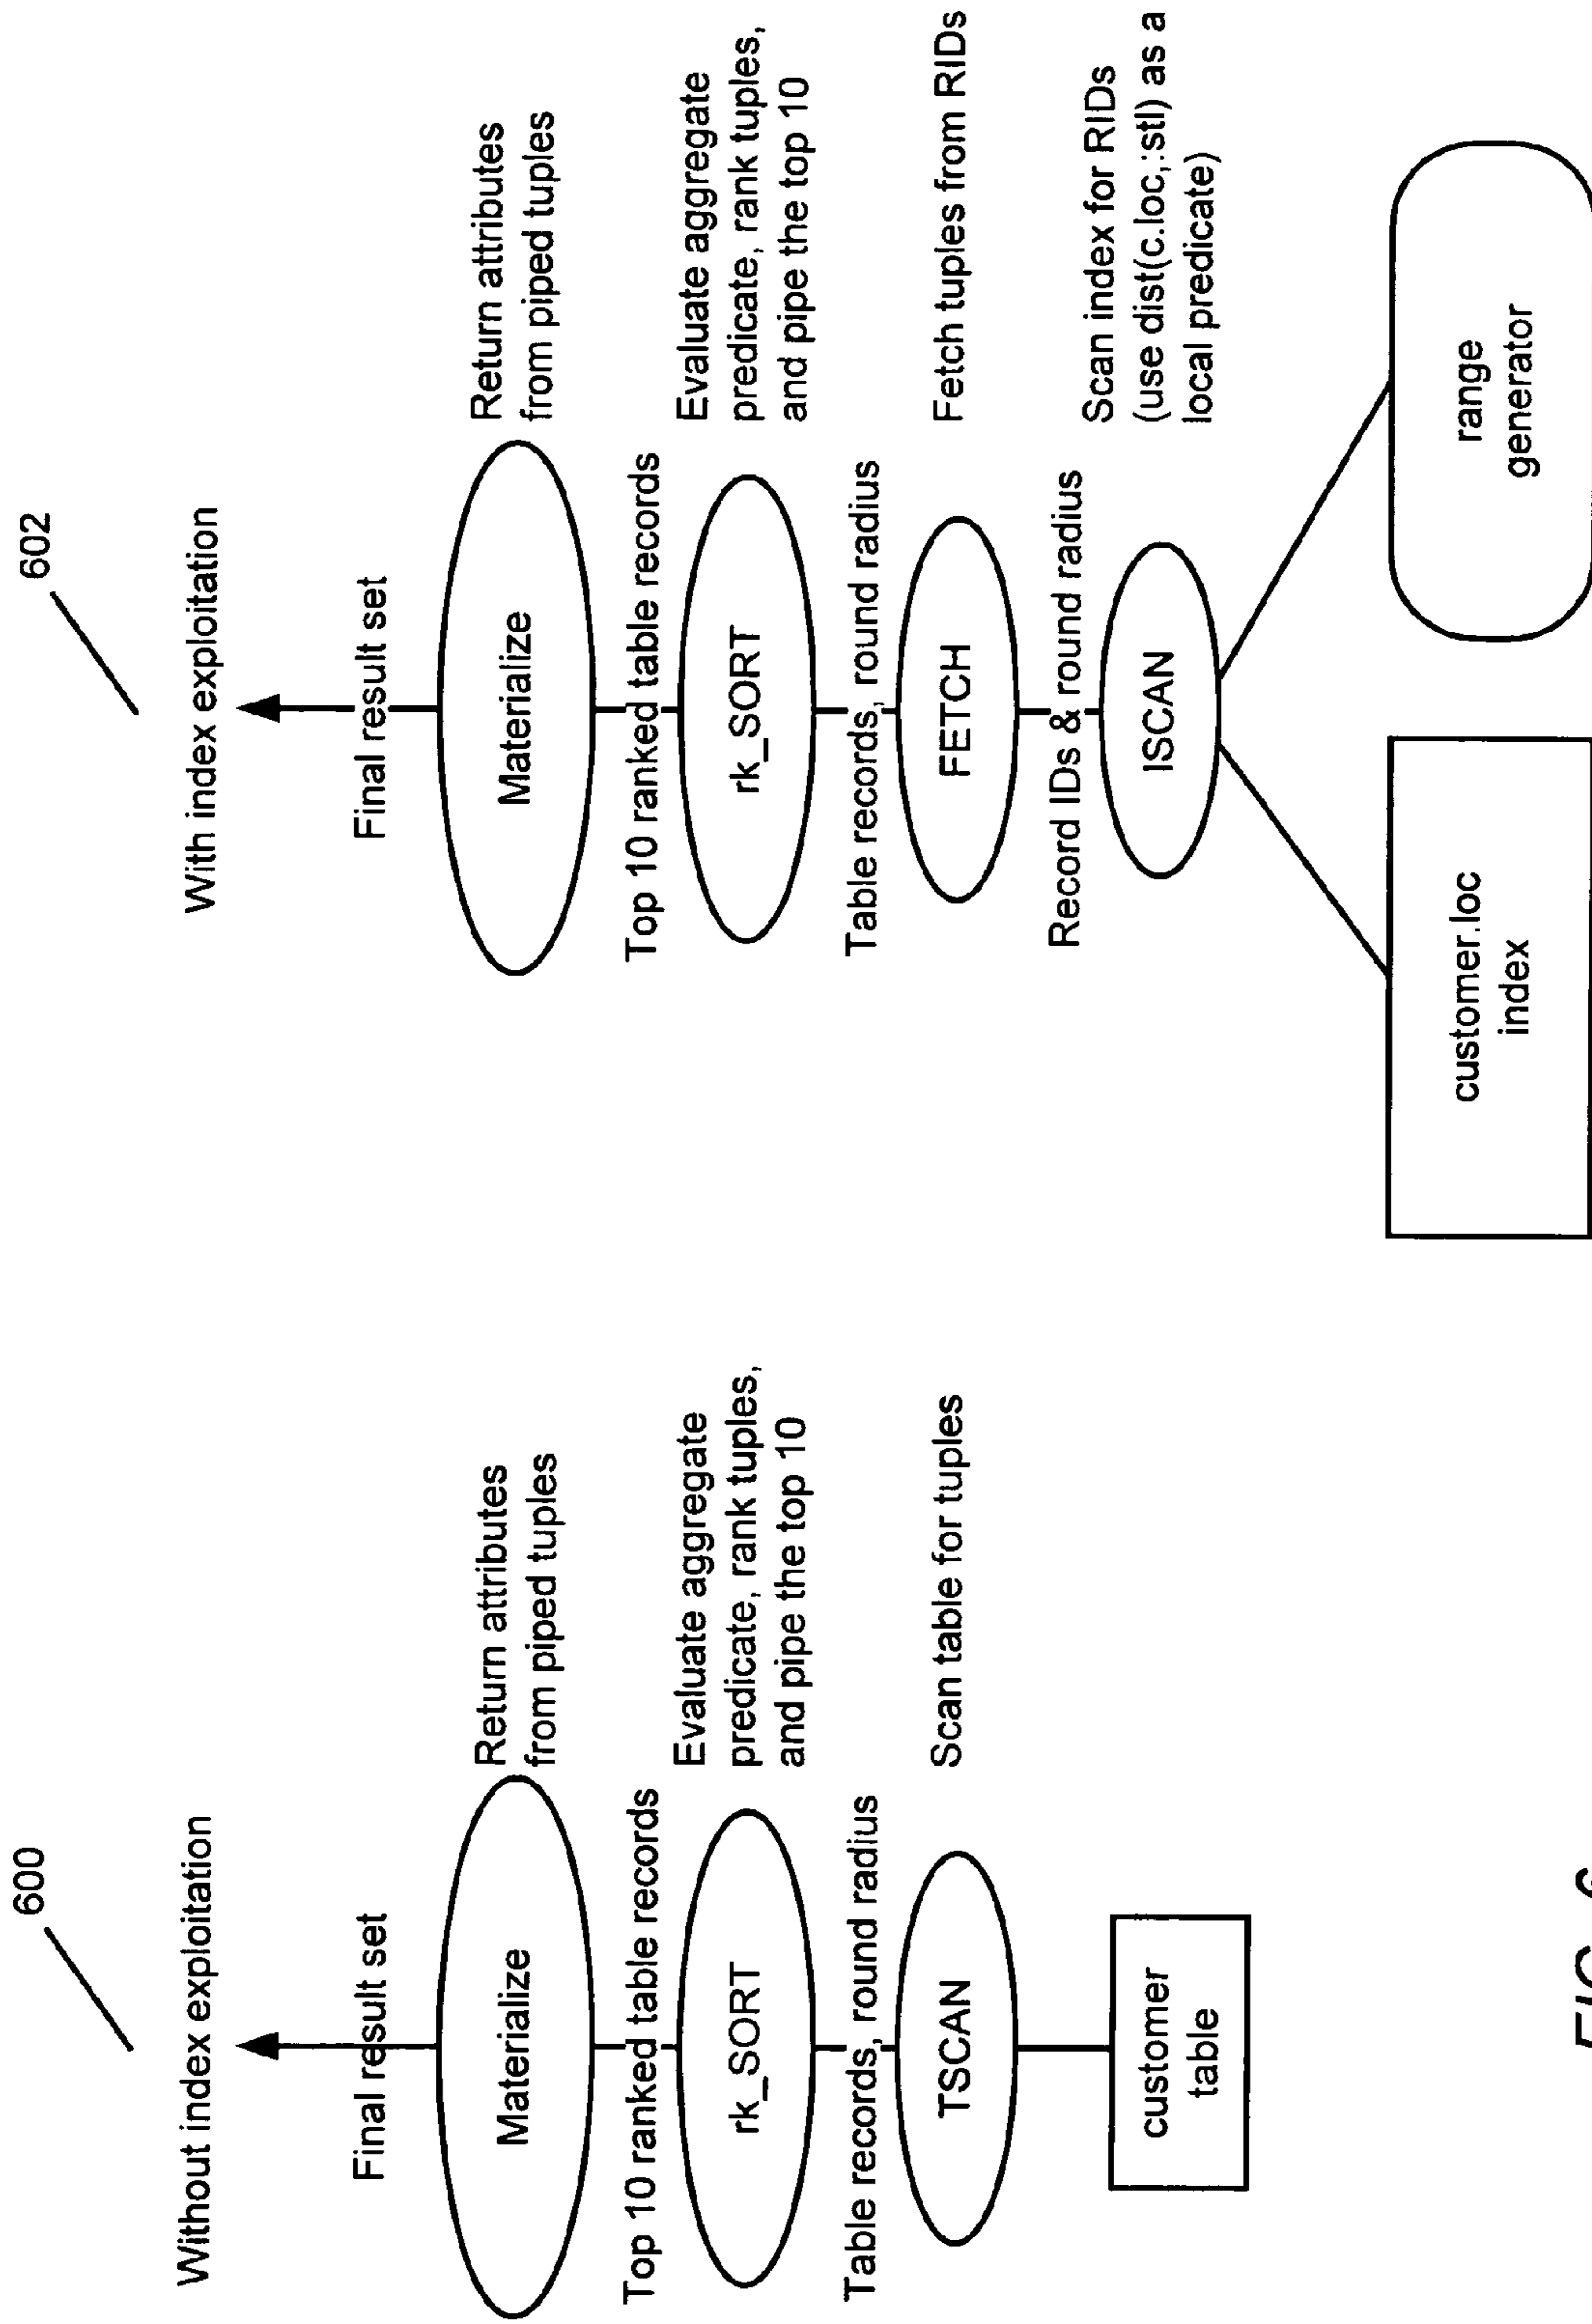 600
Without index exploitation
Final result set
Materialize
Return attributes
from piped tuples
Top 10 ranked table records
rk_SORT
Evaluate aggregate
predicate, rank tuples,
and pipe the top 10
Table records, round radius
TSCAN
Scan table for tuples
customer
table
602
With index exploitation
Final result set
Materialize
Return attributes
from piped tuples
Top 10 ranked table records
rk_SORT
Evaluate aggregate
predicate, rank tuples,
and pipe the top 10
Table records, round radius
FETCH
Fetch tuples from RIDs
Record IDs & round radius
ISCAN
Scan index for RIDs
(use dist(c.loc,:stl) as a
local predicate)
customer.loc
index
range
generator
FIG. 6